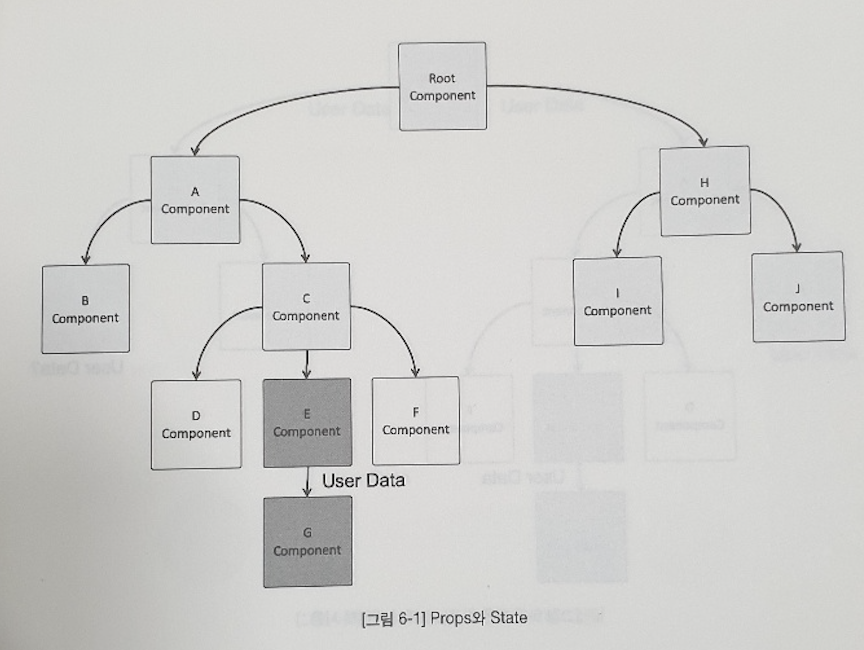 Root
Component
A
Component
H
Component
B
Component
C
Component
I
Component
J
Component
D
Component
E
Component
F
Component
User Data
G
Component
[그림 6-1] Props와 State